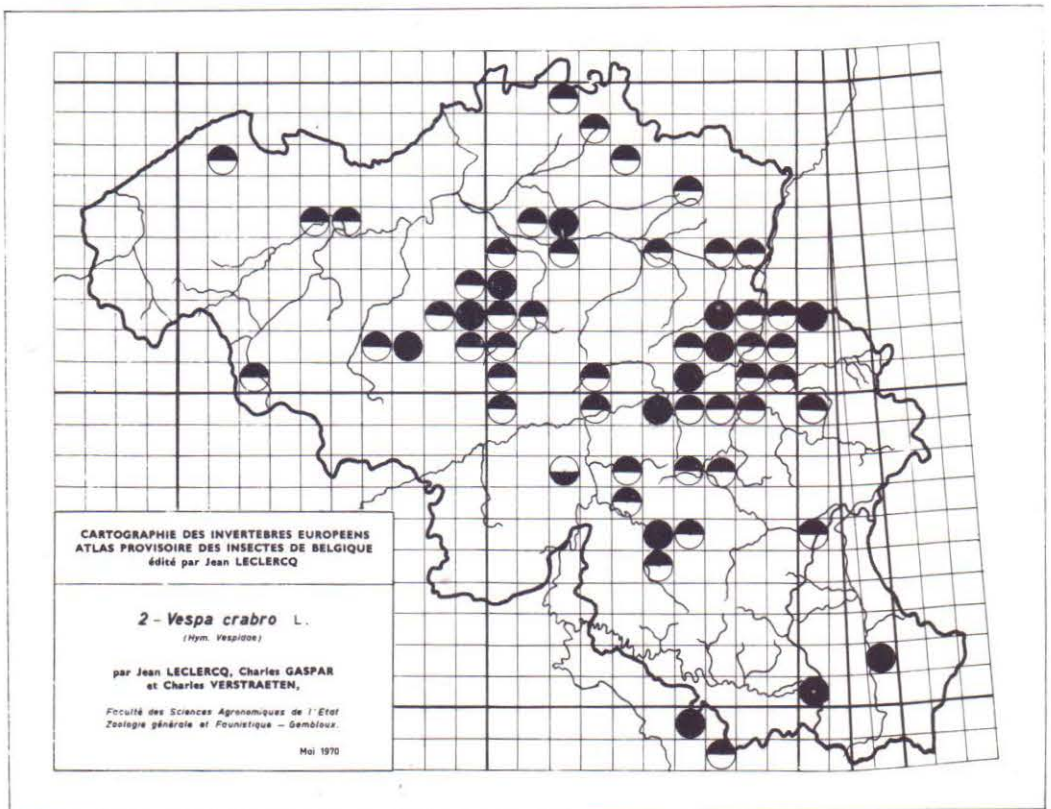 CARTOGRAPHIE DES INVERTEBRES EUROPEENS
ATLAS PROVISOIRE DES INSECTES DE BELGIQUE
édité par Jean LECLERCQ
2 – Vespa crabro L.
(Hym. Vespidae)
par Jean LECLERCQ, Charles GASPAR
et Charles VERSTRAETEN,
Faculté des Sciences Agronomiques de l'Etat
Zoologie générale et Faunistique – Gembloux.
Mai 1970